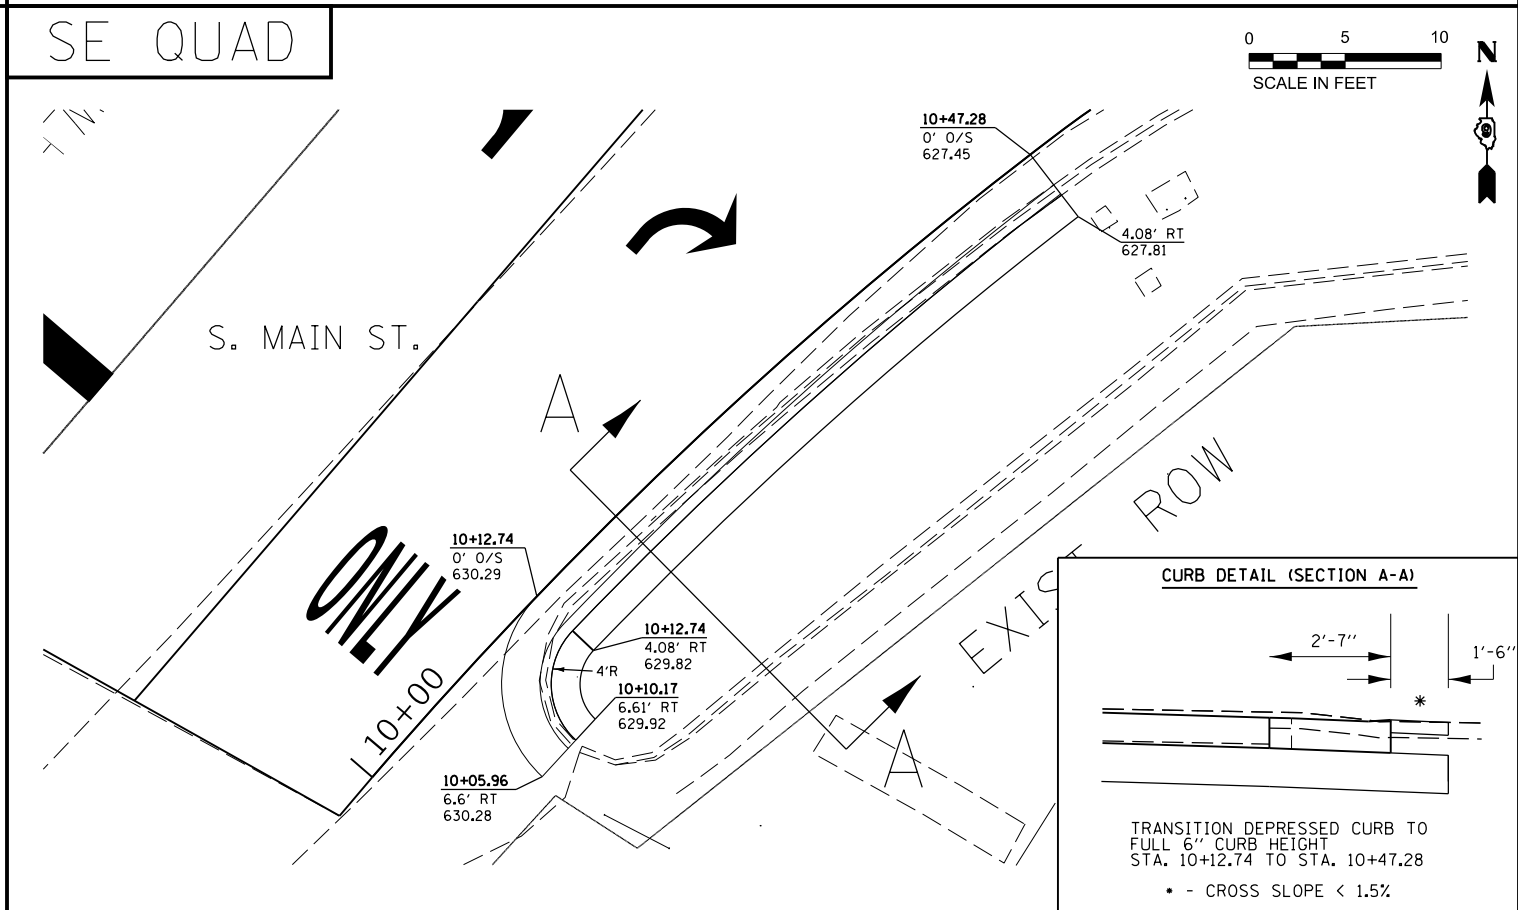 SE QUAD
0 5 10
SCALE IN FEET
N
10+47.28
0' O/S
627.45
4.08' RT
627.81
S. MAIN ST.
A
ONLY
10+12.74
0' O/S
630.29
10+12.74
4.08' RT
629.82
4'R
10+10.17
6.61' RT
629.92
10+00
10+05.96
6.6' RT
630.28
A
EXIST ROW
CURB DETAIL (SECTION A-A)
2'-7"
1'-6"
*
TRANSITION DEPRESSED CURB TO
FULL 6" CURB HEIGHT
STA. 10+12.74 TO STA. 10+47.28
* - CROSS SLOPE < 1.5%